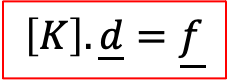 [K].d = f